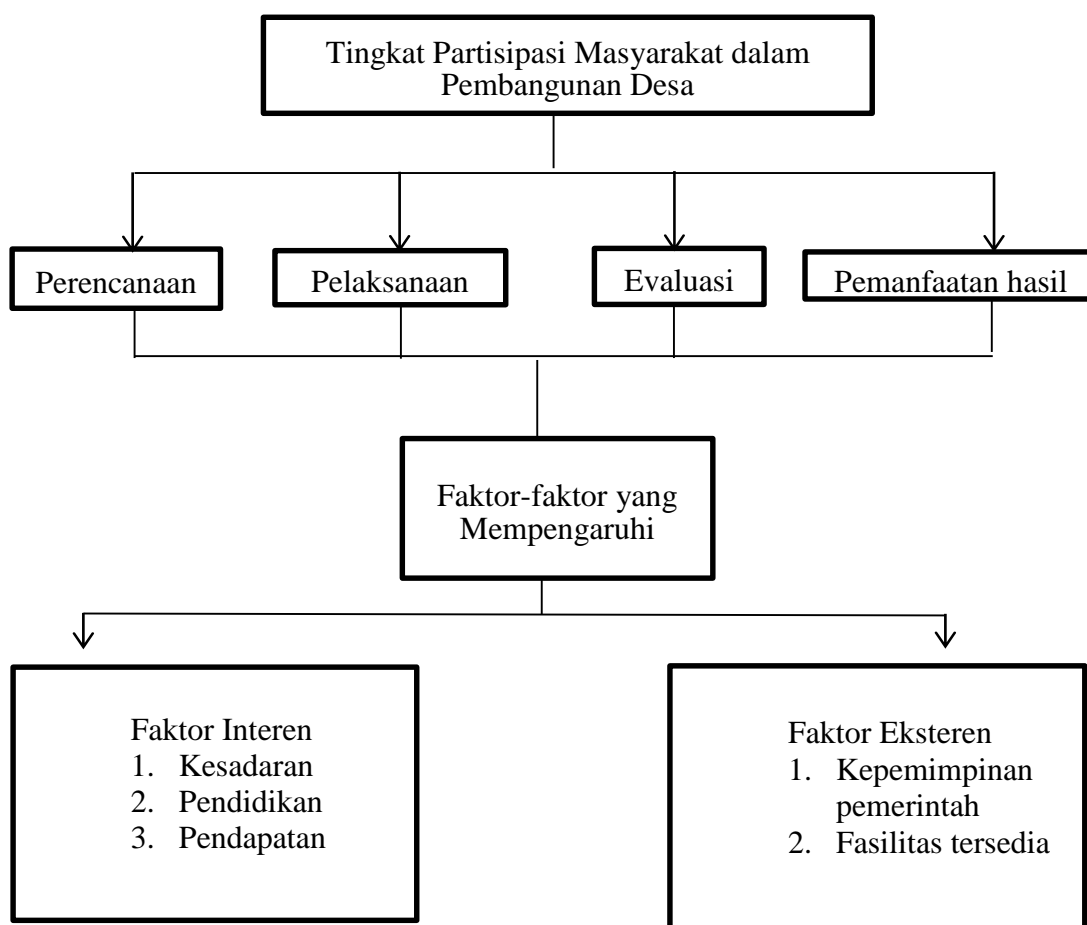 Tingkat Partisipasi Masyarakat dalam
Pembangunan Desa
Perencanaan
Pelaksanaan
Evaluasi
Pemanfaatan hasil
Faktor-faktor yang
Mempengaruhi
Faktor Interen
1. Kesadaran
2. Pendidikan
3. Pendapatan
Faktor Eksteren
1. Kepemimpinan
pemerintah
2. Fasilitas tersedia